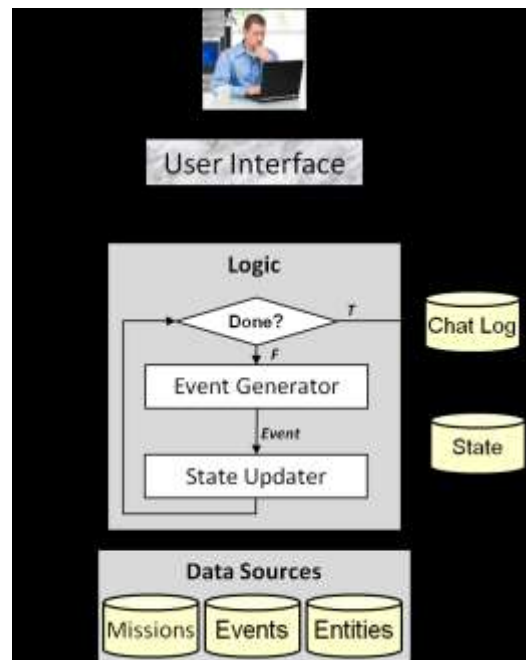 User Interface
Logic
Done?
T
Chat Log
F
Event Generator
Event
State
State Updater
Data Sources
Missions
Events
Entities